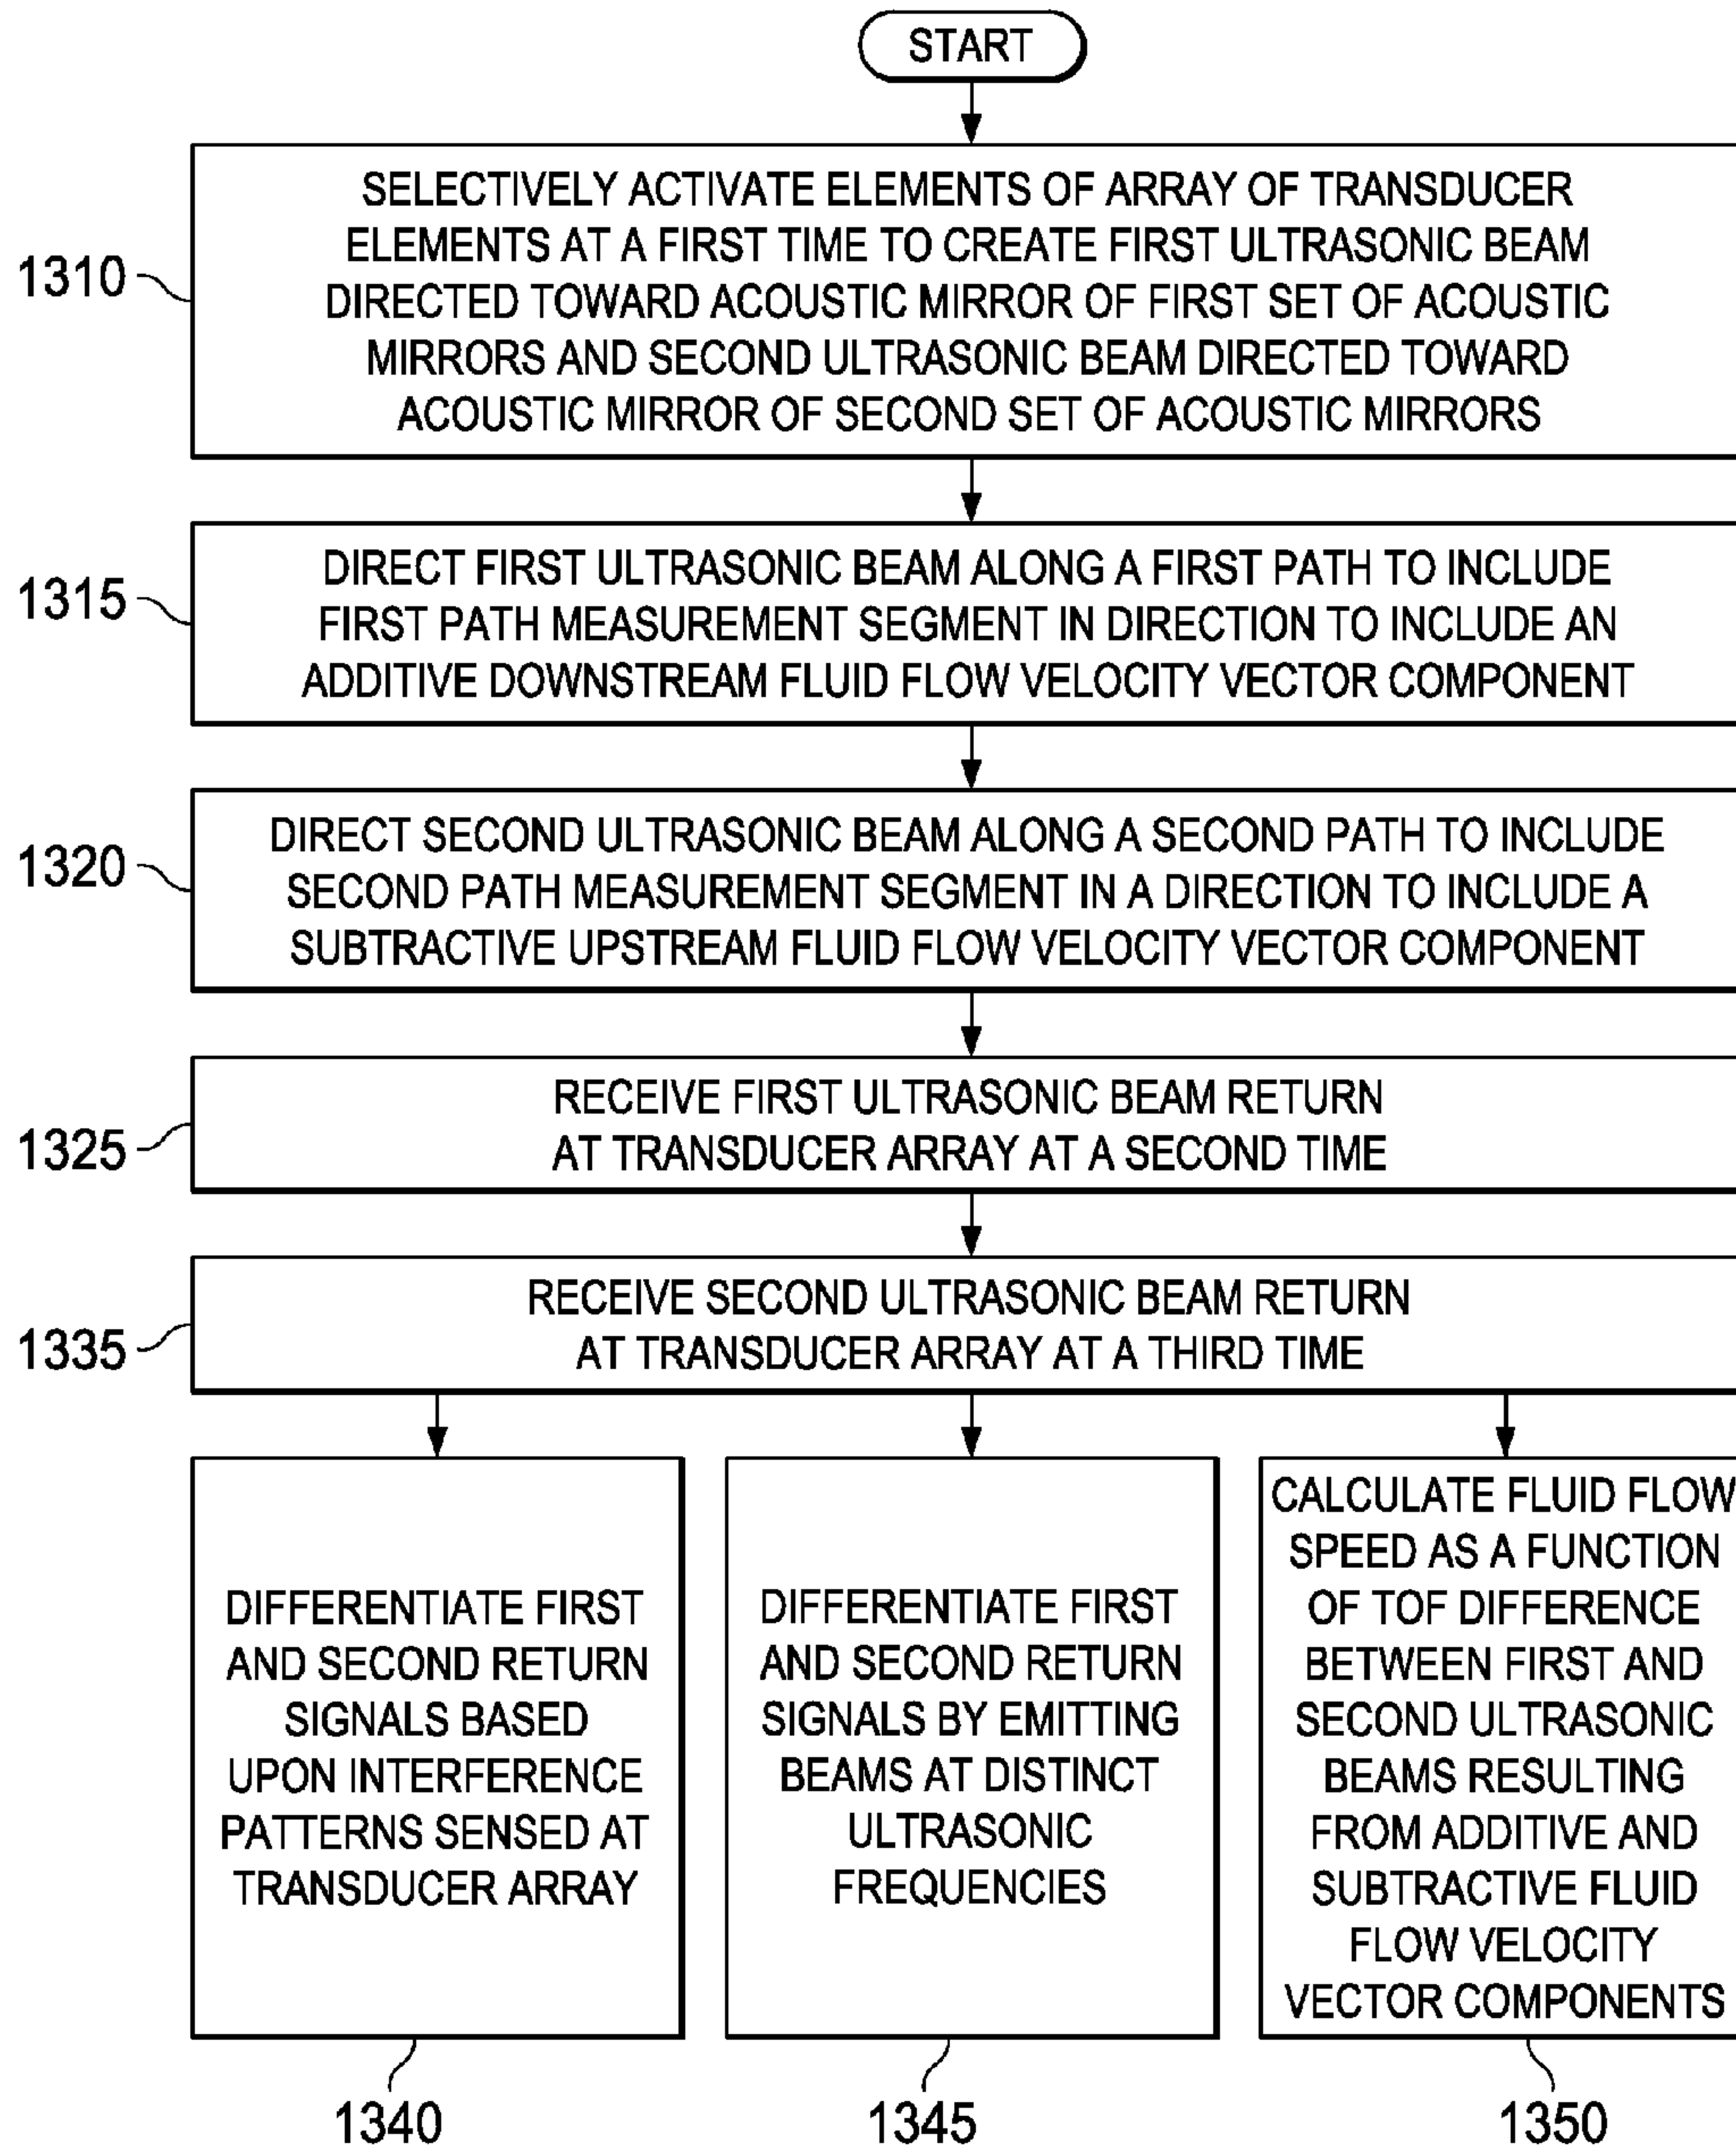 START
1310
SELECTIVELY ACTIVATE ELEMENTS OF ARRAY OF TRANSDUCER
ELEMENTS AT A FIRST TIME TO CREATE FIRST ULTRASONIC BEAM
DIRECTED TOWARD ACOUSTIC MIRROR OF FIRST SET OF ACOUSTIC
MIRRORS AND SECOND ULTRASONIC BEAM DIRECTED TOWARD
ACOUSTIC MIRROR OF SECOND SET OF ACOUSTIC MIRRORS
1315
DIRECT FIRST ULTRASONIC BEAM ALONG A FIRST PATH TO INCLUDE
FIRST PATH MEASUREMENT SEGMENT IN DIRECTION TO INCLUDE AN
ADDITIVE DOWNSTREAM FLUID FLOW VELOCITY VECTOR COMPONENT
1320
DIRECT SECOND ULTRASONIC BEAM ALONG A SECOND PATH TO INCLUDE
SECOND PATH MEASUREMENT SEGMENT IN A DIRECTION TO INCLUDE A
SUBTRACTIVE UPSTREAM FLUID FLOW VELOCITY VECTOR COMPONENT
1325
RECEIVE FIRST ULTRASONIC BEAM RETURN
AT TRANSDUCER ARRAY AT A SECOND TIME
1335
RECEIVE SECOND ULTRASONIC BEAM RETURN
AT TRANSDUCER ARRAY AT A THIRD TIME
DIFFERENTIATE FIRST
AND SECOND RETURN
SIGNALS BASED
UPON INTERFERENCE
PATTERNS SENSED AT
TRANSDUCER ARRAY
1340
DIFFERENTIATE FIRST
AND SECOND RETURN
SIGNALS BY EMITTING
BEAMS AT DISTINCT
ULTRASONIC
FREQUENCIES
1345
CALCULATE FLUID FLOW
SPEED AS A FUNCTION
OF TOF DIFFERENCE
BETWEEN FIRST AND
SECOND ULTRASONIC
BEAMS RESULTING
FROM ADDITIVE AND
SUBTRACTIVE FLUID
FLOW VELOCITY
VECTOR COMPONENTS
1350